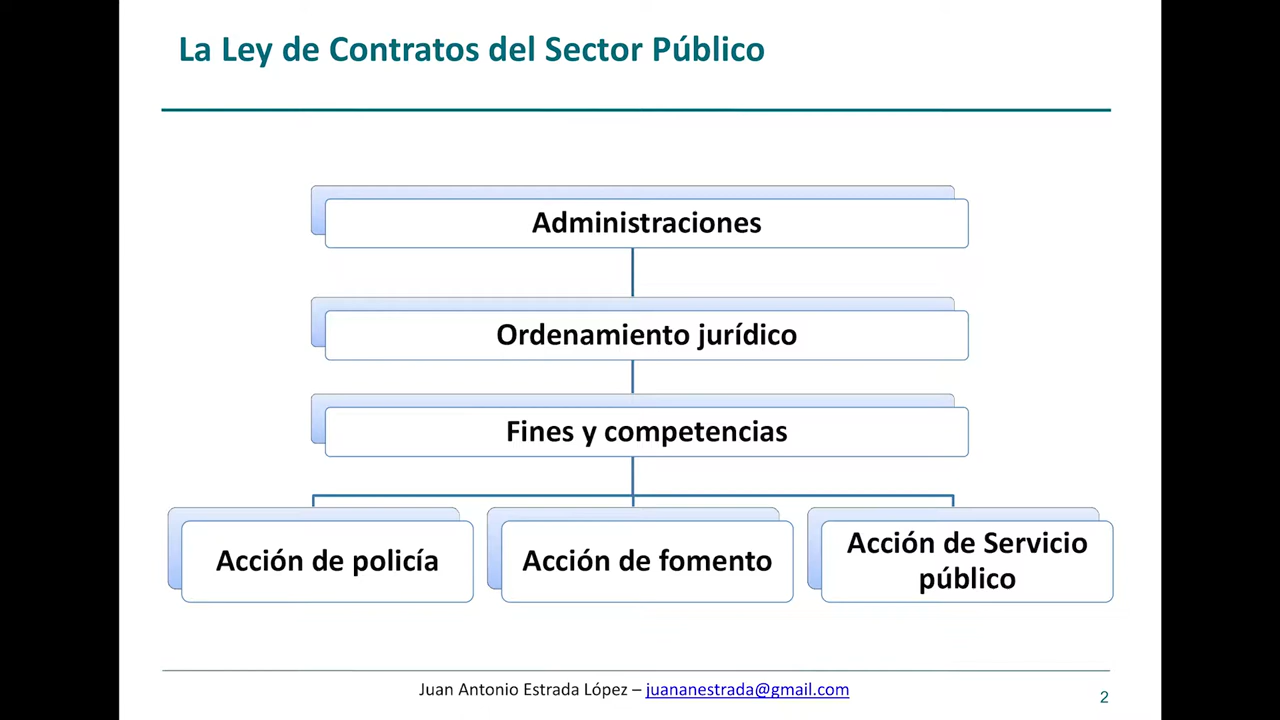 La Ley de Contratos del Sector Público
Administraciones
Ordenamiento jurídico
Fines y competencias
Acción de policía
Acción de fomento
Acción de Servicio
público
Juan Antonio Estrada López – juananestrada@gmail.com
2